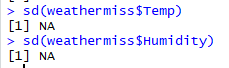 > sd(weathermiss$Temp)
[1] NA
> sd(weathermiss$Humidity)
[1] NA